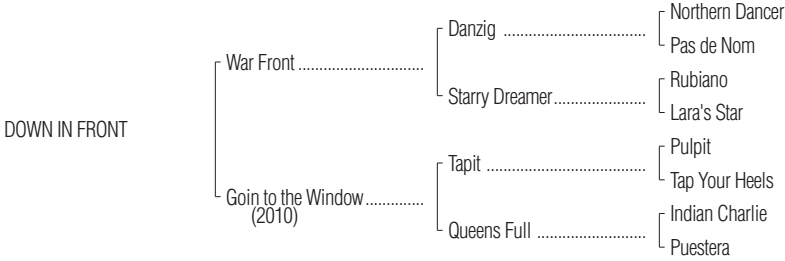 Northern Dancer
Danzig ..................................
Pas de Nom
War Front ..............................
Rubiano
Starry Dreamer......................
Lara's Star
DOWN IN FRONT
Pulpit
Tapit ......................................
Tap Your Heels
Goin to the Window..............
(2010)
Indian Charlie
Queens Full ..........................
Puestera